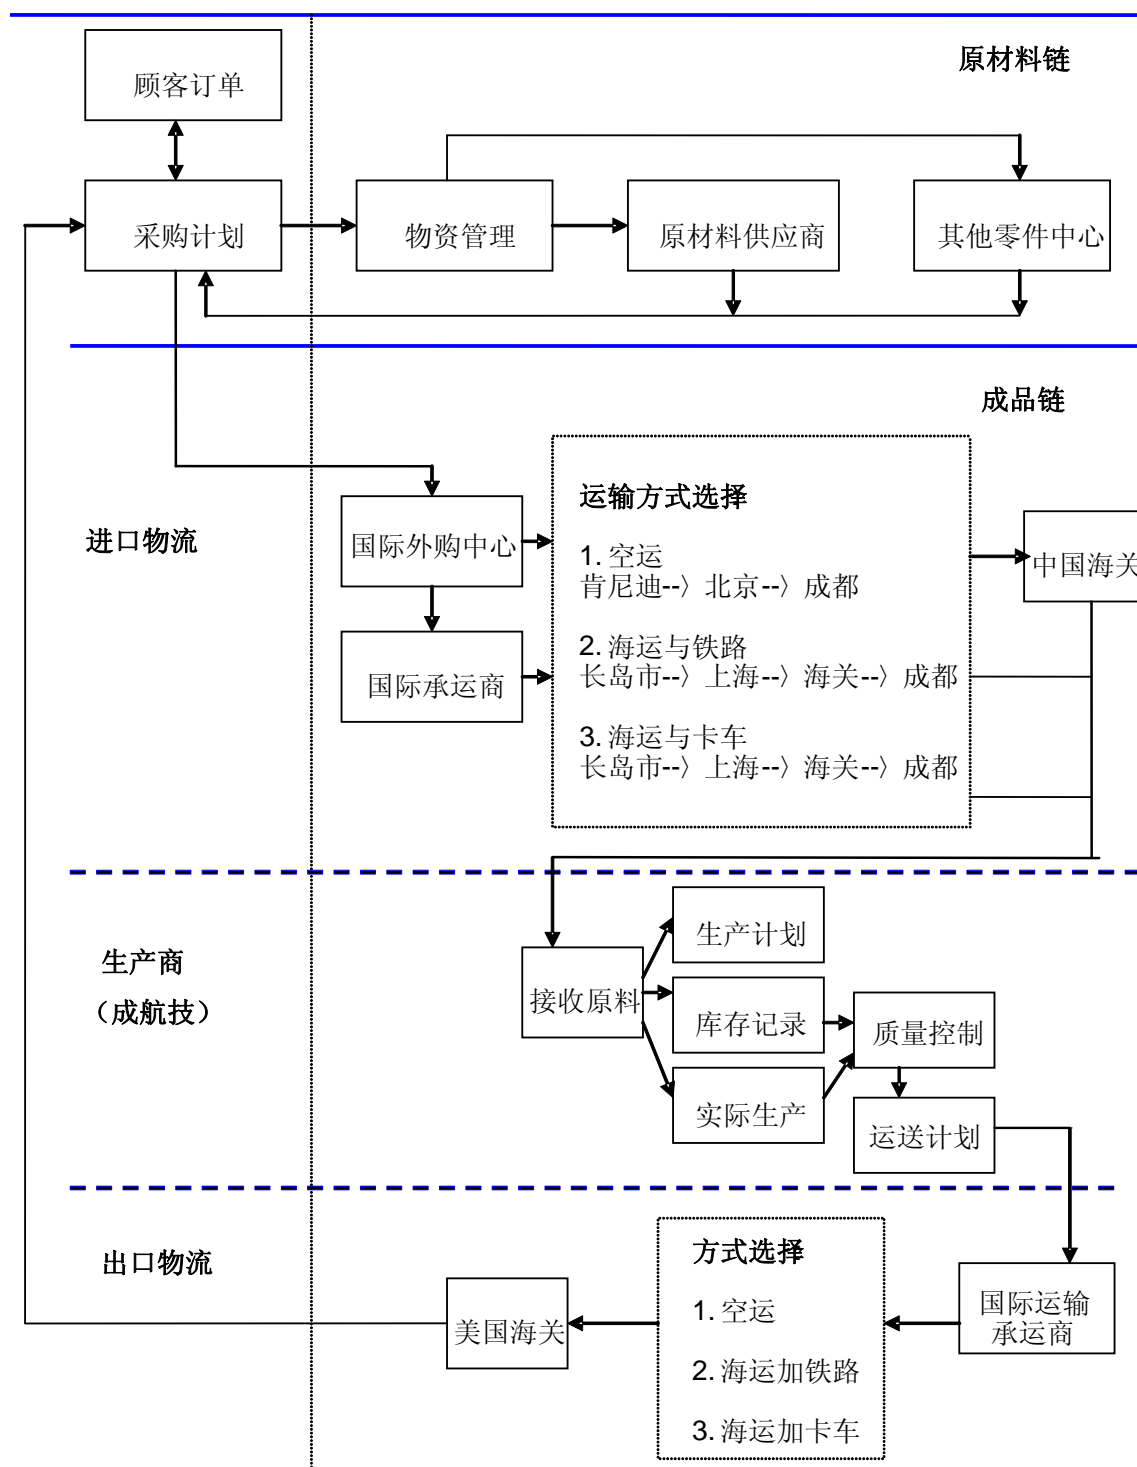 原材料链
顾客订单
采购计划
物资管理
原材料供应商
其他零件中心
成品链
进口物流
国际外购中心
国际承运商
运输方式选择
1. 空运
肯尼迪--〉北京--〉成都
2. 海运与铁路
长岛市--〉上海--〉海关--〉成都
3. 海运与卡车
长岛市--〉上海--〉海关--〉成都
中国海关
生产商
（成航技）
接收原料
生产计划
库存记录
实际生产
质量控制
运送计划
出口物流
美国海关
方式选择
1. 空运
2. 海运加铁路
3. 海运加卡车
国际运输
承运商